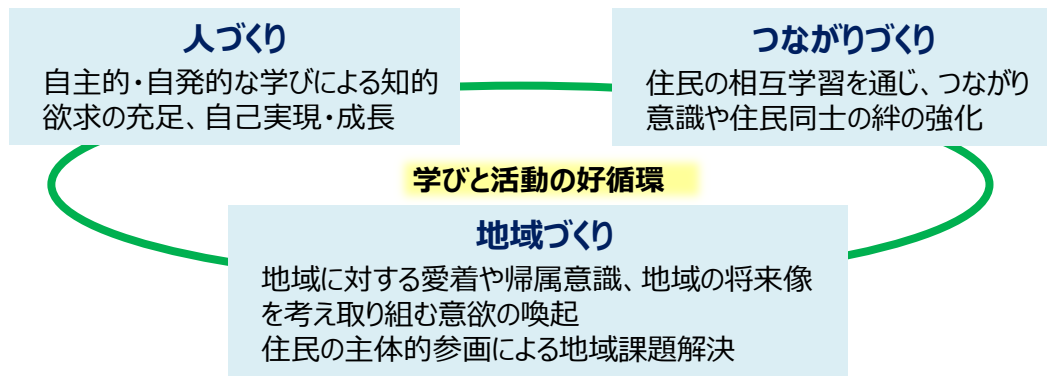 人づくり
自主的・自発的な学びによる知的
欲求の充足、自己実現・成長
つながりづくり
住民の相互学習を通じ、つながり
意識や住民同士の絆の強化
学びと活動の好循環
地域づくり
地域に対する愛着や帰属意識、地域の将来像
を考え取り組む意欲の喚起
住民の主体的参画による地域課題解決